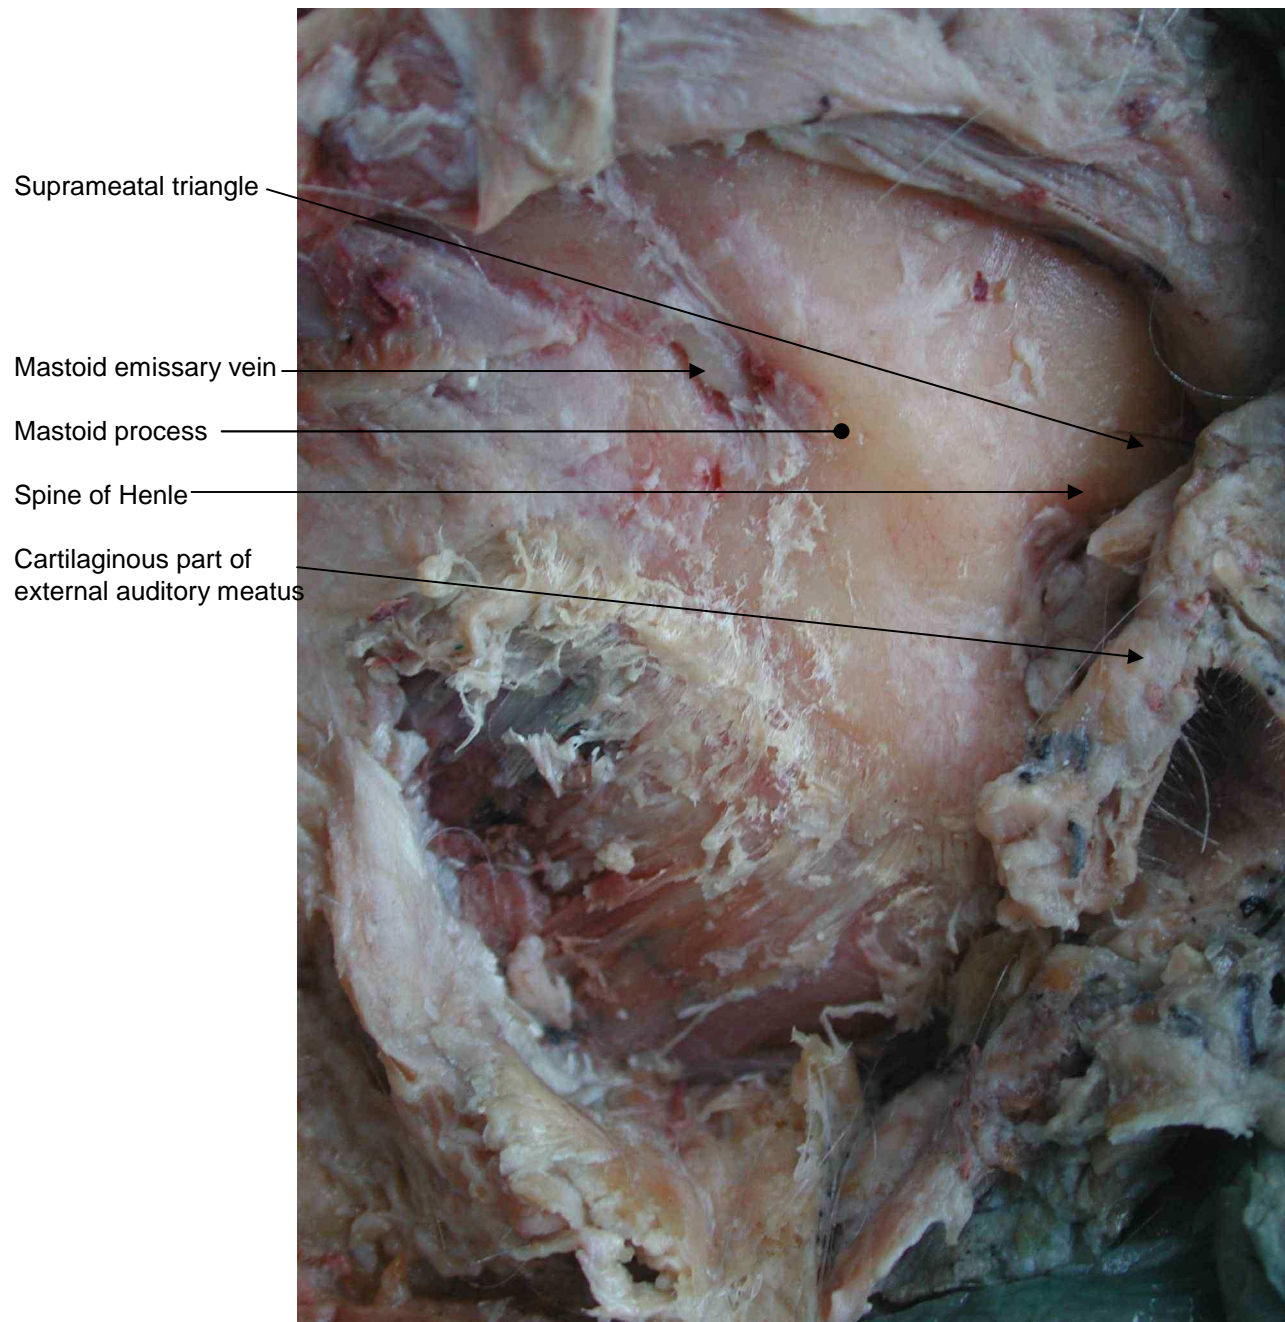 Suprameatal triangle
Mastoid emissary vein
Mastoid process
Spine of Henle
Cartilaginous part of
external auditory meatus